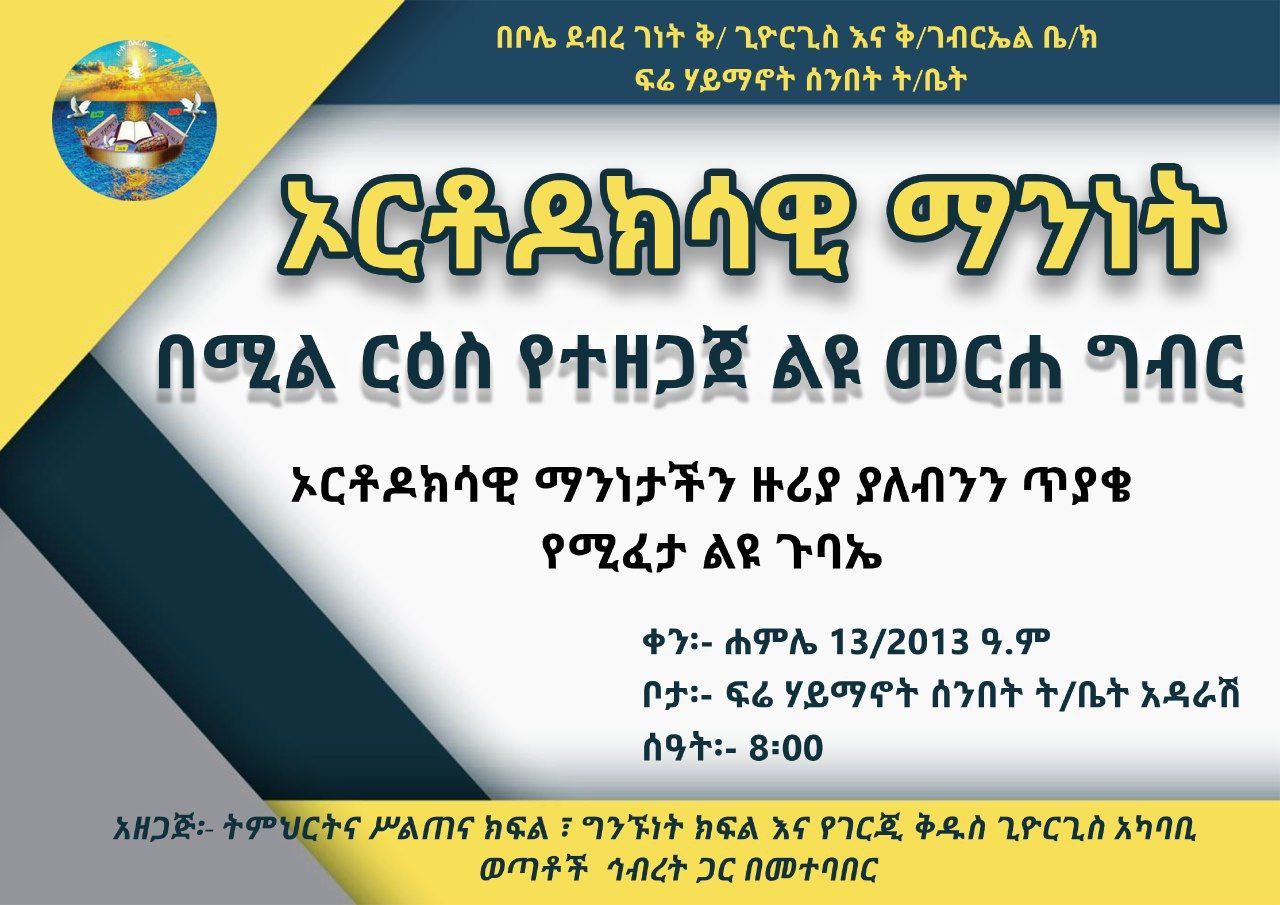 በቦሌ ደብረ ገነት ቅ/ ጊዮርጊስ እና ቅ/ገብርኤል ቤ/ክ
ፍሬ ሃይማኖት ሰንበት ት/ቤት
ኦርቶዶክሳዊ ማንነት
በሚል ርዕስ የተዘጋጀ ልዩ መርሐ ግብር
ኦርቶዶክሳዊ ማንነታችን ዙሪያ ያለብንን ጥያቄ
የሚፈታ ልዩ ጉባኤ
ቀን፡- ሐምሌ 13/2013 ዓ.ም
ቦታ፡- ፍሬ ሃይማኖት ሰንበት ት/ቤት አዳራሽ
ሰዓት፡- 8፡00
አዘጋጅ፡- ትምህርትና ሥልጠና ክፍል ፣ ግንኙነት ክፍል እና የገርጂ ቅዱስ ጊዮርጊስ አካባቢ
ወጣቶች ኅብረት ጋር በመተባበር